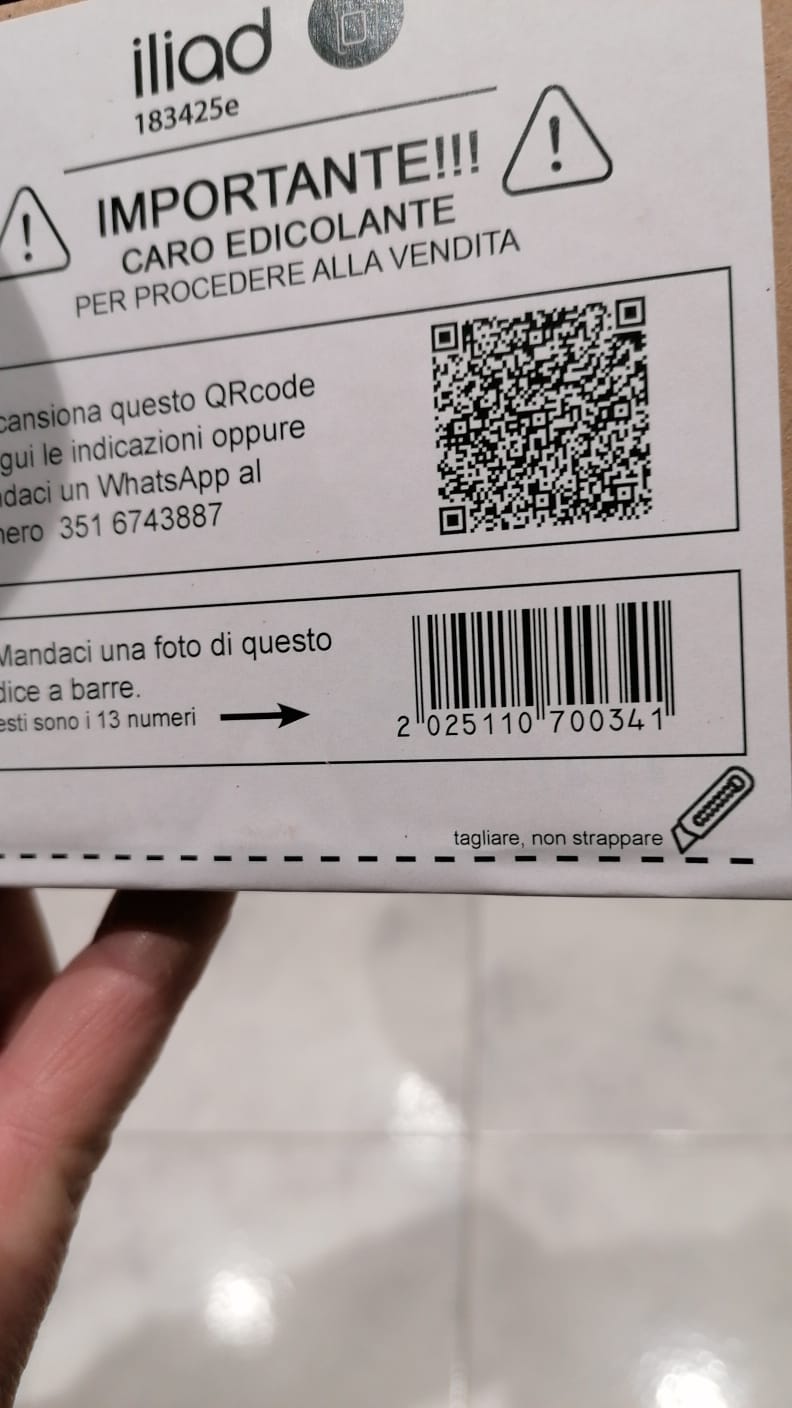 iliad
183425e
IMPORTANTE!!!
CARO EDICOLANTE
PER PROCEDERE ALLA VENDITA
cansiona questo QRcode
gui le indicazioni oppure
daci un WhatsApp al
nero 351 6743887
Mandaci una foto di questo
dice a barre.
esti sono i 13 numeri
2 025110 700341
tagliare, non strappare